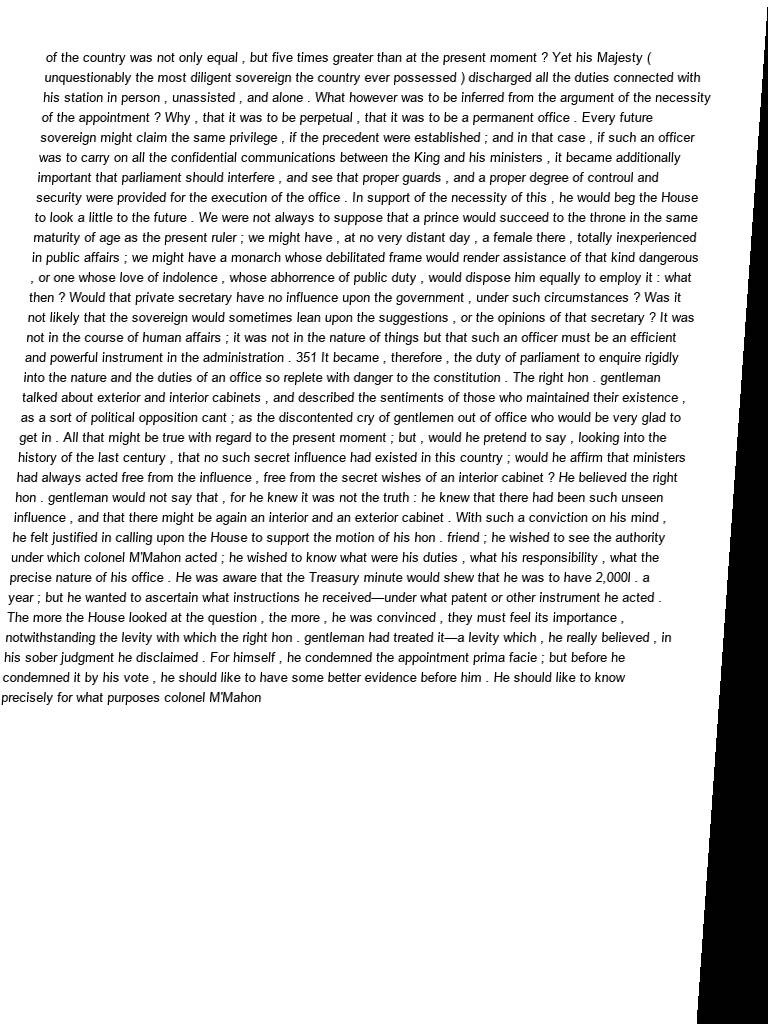 of the country was not only equal , but five times greater than at the present moment ? Yet his Majesty (
unquestionably the most diligent sovereign the country ever possessed ) discharged all the duties connected with
his station in person , unassisted , and alone . What however was to be inferred from the argument of the necessity
of the appointment ? Why , that it was to be perpetual , that it was to be a permanent office . Every future
sovereign might claim the same privilege , if the precedent were established ; and in that case , if such an officer
was to carry on all the confidential communications between the King and his ministers , it became additionally
important that parliament should interfere , and see that proper guards , and a proper degree of controul and
security were provided for the execution of the office . In support of the necessity of this , he would beg the House
to look a little to the future . We were not always to suppose that a prince would succeed to the throne in the same
maturity of age as the present ruler ; we might have , at no very distant day , a female there , totally inexperienced
in public affairs ; we might have a monarch whose debilitated frame would render assistance of that kind dangerous
, or one whose love of indolence , whose abhorrence of public duty , would dispose him equally to employ it : what
then ? Would that private secretary have no influence upon the government , under such circumstances ? Was it
not likely that the sovereign would sometimes lean upon the suggestions , or the opinions of that secretary ? It was
not in the course of human affairs ; it was not in the nature of things but that such an officer must be an efficient
and powerful instrument in the administration . 351 It became , therefore , the duty of parliament to enquire rigidly
into the nature and the duties of an office so replete with danger to the constitution . The right hon . gentleman
talked about exterior and interior cabinets , and described the sentiments of those who maintained their existence ,
as a sort of political opposition cant ; as the discontented cry of gentlemen out of office who would be very glad to
get in . All that might be true with regard to the present moment ; but , would he pretend to say , looking into the
history of the last century , that no such secret influence had existed in this country ; would he affirm that ministers
had always acted free from the influence , free from the secret wishes of an interior cabinet ? He believed the right
hon . gentleman would not say that , for he knew it was not the truth : he knew that there had been such unseen
influence , and that there might be again an interior and an exterior cabinet . With such a conviction on his mind ,
he felt justified in calling upon the House to support the motion of his hon . friend ; he wished to see the authority
under which colonel M'Mahon acted ; he wished to know what were his duties , what his responsibility , what the
precise nature of his office . He was aware that the Treasury minute would shew that he was to have 2,000l . a
year ; but he wanted to ascertain what instructions he received—under what patent or other instrument he acted .
The more the House looked at the question , the more , he was convinced , they must feel its importance ,
notwithstanding the levity with which the right hon . gentleman had treated it—a levity which , he really believed , in
his sober judgment he disclaimed . For himself , he condemned the appointment prima facie ; but before he
condemned it by his vote , he should like to have some better evidence before him . He should like to know
precisely for what purposes colonel M'Mahon